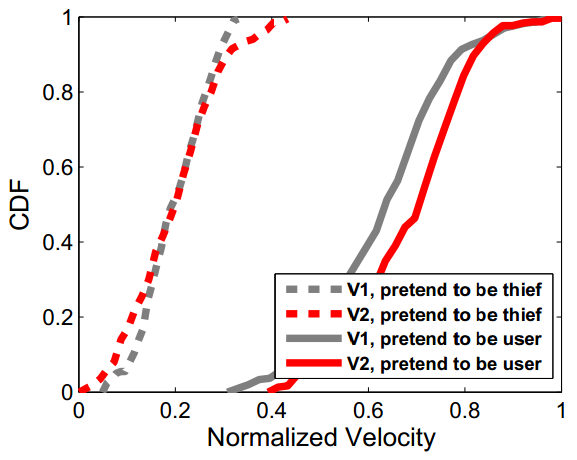 1
0.8
0.6
0.4
0.2
0
CDF
V1, pretend to be thief
V2, pretend to be thief
V1, pretend to be user
V2, pretend to be user
0 0.2 0.4 0.6 0.8 1
Normalized Velocity